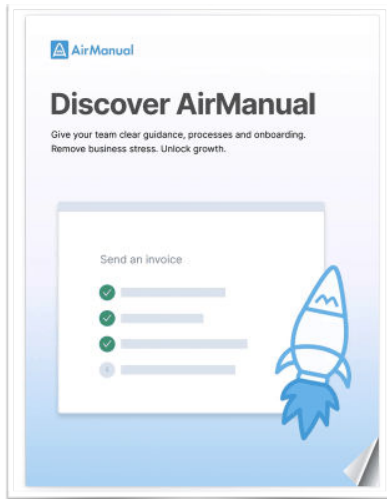 AirManual
Discover AirManual
Give your team clear guidance, processes and onboarding.
Remove business stress. Unlock growth.
Send an invoice